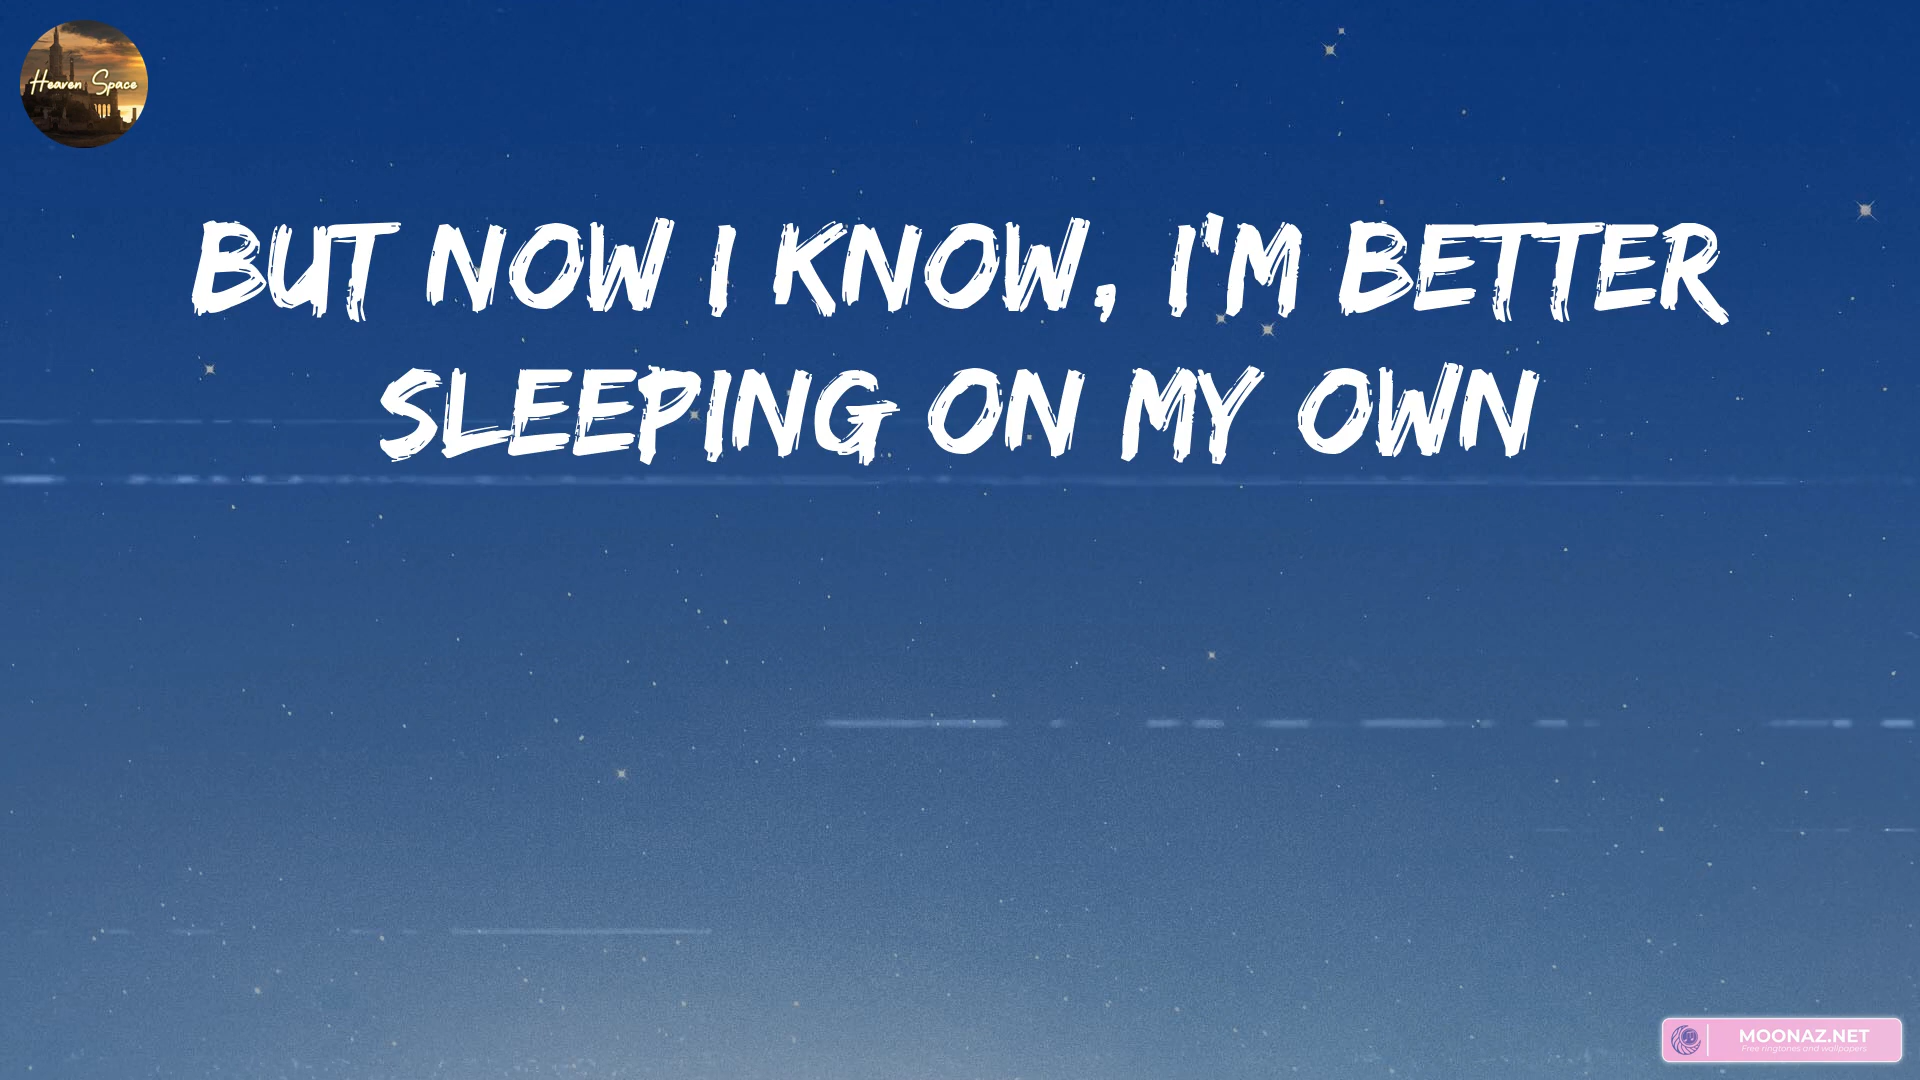 Heaven Space
BUT NOW I KNOW, I'M BETTER
SLEEPING ON MY OWN
MOONAZ.NET
Free ringtones and wallpapers